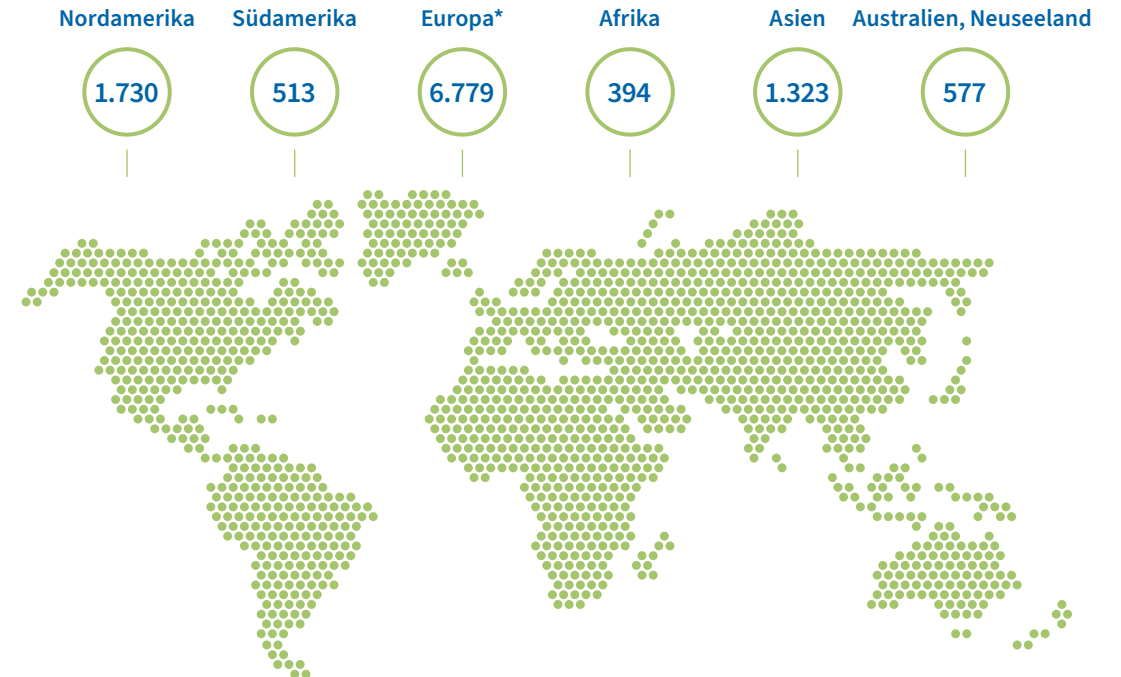 Nordamerika Südamerika Europa* Afrika Asien Australien, Neuseeland
1.730 513 6.779 394 1.323 577